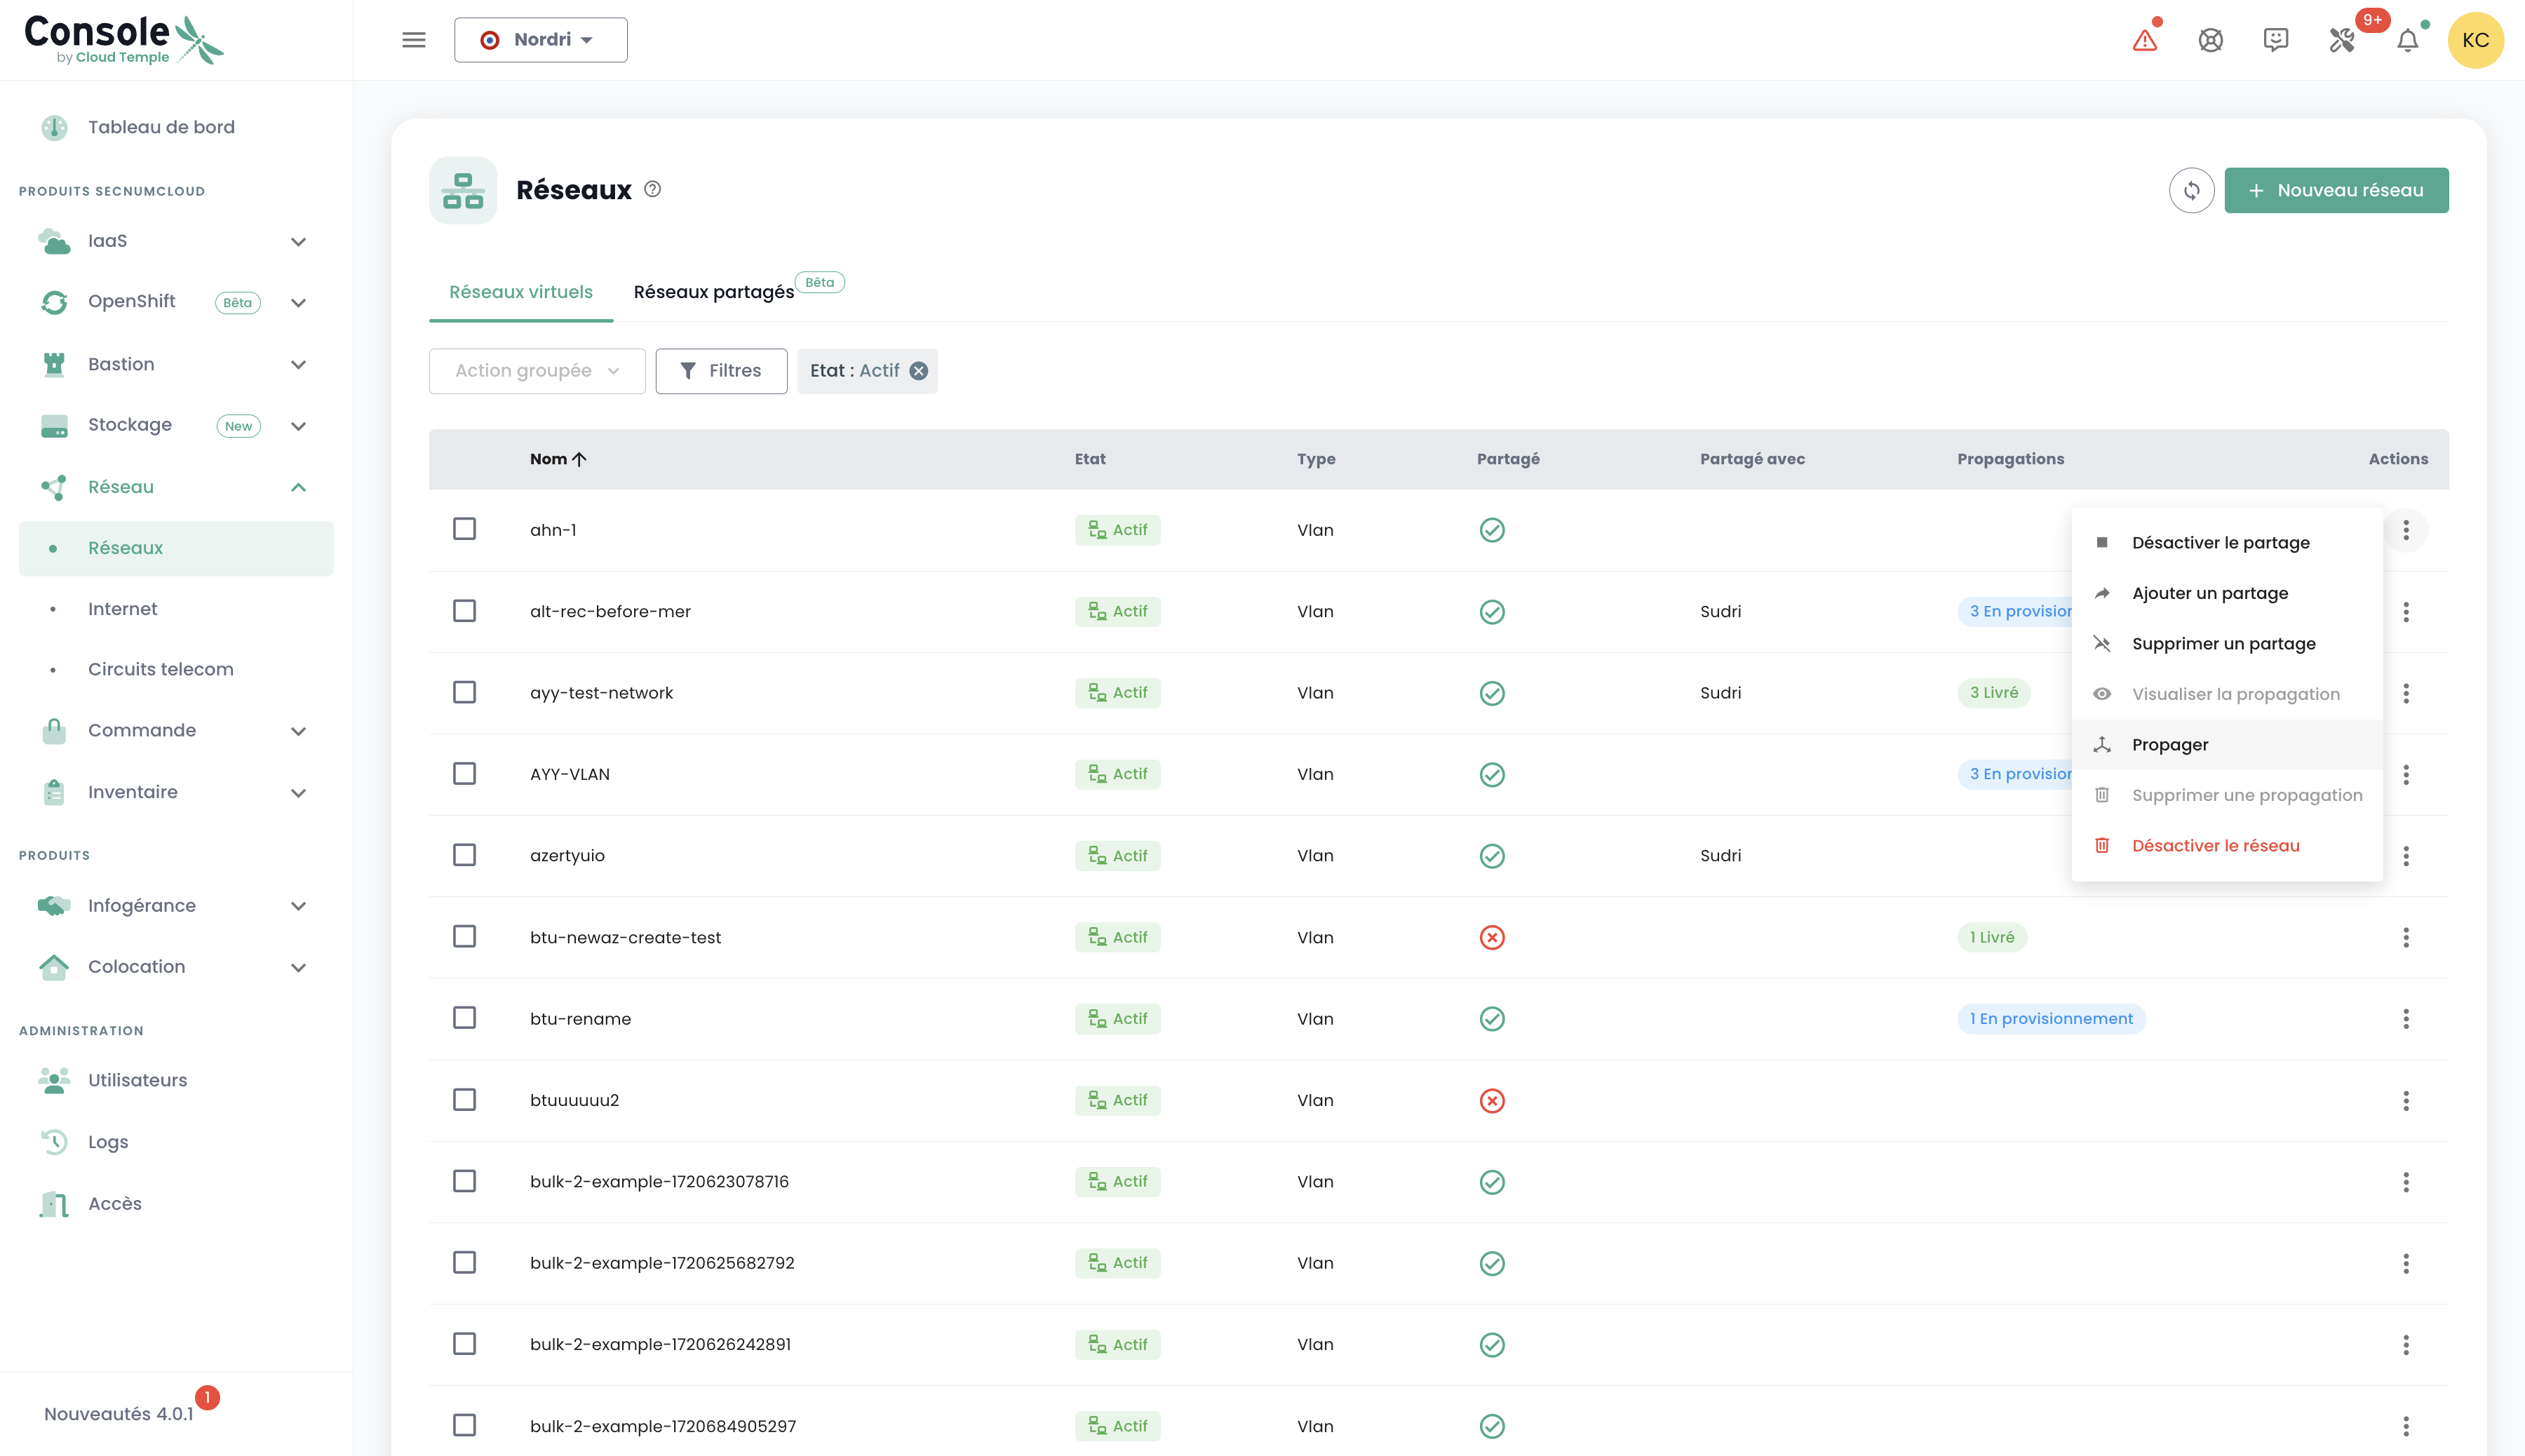 Console
by Cloud Temple
Nordri
9+
KC
Tableau de bord
PRODUITS SECNUMCLOUD
IaaS
OpenShift Bêta
Bastion
Stockage New
Réseau
Réseaux
Internet
Circuits telecom
Commande
Inventaire
PRODUITS
Infogérance
Colocation
ADMINISTRATION
Utilisateurs
Logs
Accès
Nouveautés 4.0.1 1
Réseaux
Nouveau réseau
Réseaux virtuels Réseaux partagés Bêta
Action groupée Filtres Etat : Actif
Nom Etat Type Partagé Partagé avec Propagations Actions
ahn-1 Actif Vlan
alt-rec-before-mer Actif Vlan Sudri 3 En provision
ayy-test-network Actif Vlan Sudri 3 Livré
AYY-VLAN Actif Vlan 3 En provision
azertyuio Actif Vlan Sudri
btu-newaz-create-test Actif Vlan 1 Livré
btu-rename Actif Vlan 1 En provisionnement
btuuuuuu2 Actif Vlan
bulk-2-example-1720623078716 Actif Vlan
bulk-2-example-1720625682792 Actif Vlan
bulk-2-example-1720626242891 Actif Vlan
bulk-2-example-1720684905297 Actif Vlan
Désactiver le partage
Ajouter un partage
Supprimer un partage
Visualiser la propagation
Propager
Supprimer une propagation
Désactiver le réseau